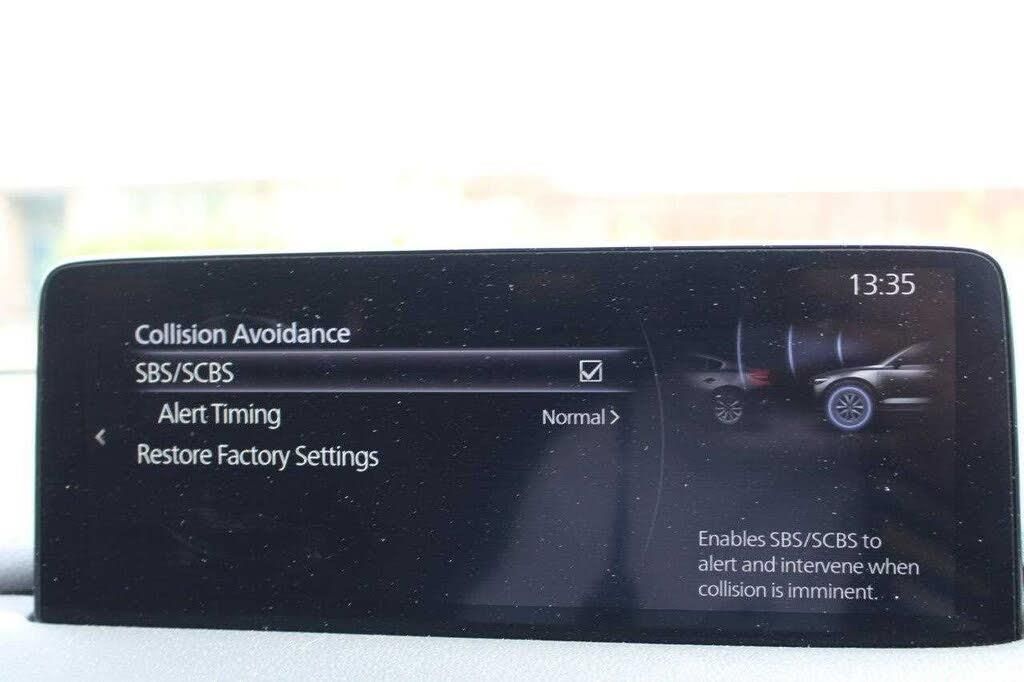 13:35
Collision Avoidance
SBS/SCBS
Alert Timing Normal >
Restore Factory Settings
Enables SBS/SCBS to
alert and intervene when
collision is imminent.